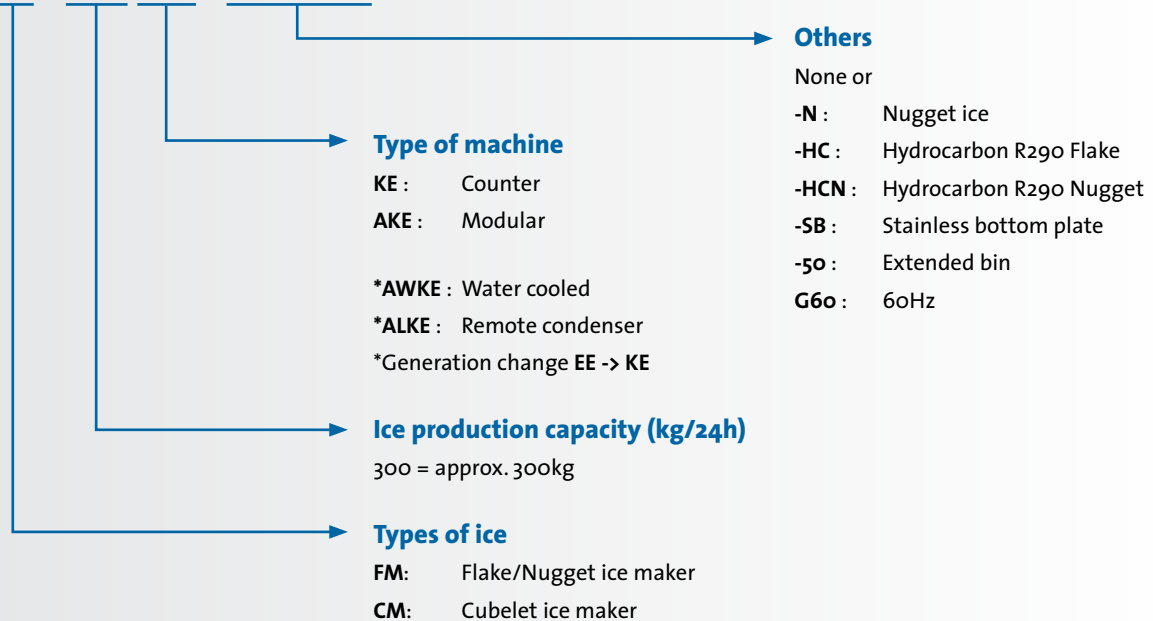 Others
None or
-N : Nugget ice
-HC : Hydrocarbon R290 Flake
-HCN : Hydrocarbon R290 Nugget
-SB : Stainless bottom plate
-50 : Extended bin
G60 : 60Hz
Type of machine
KE : Counter
AKE : Modular
*AWKE : Water cooled
*ALKE : Remote condenser
*Generation change EE -> KE
Ice production capacity (kg/24h)
300 = approx. 300kg
Types of ice
FM: Flake/Nugget ice maker
CM: Cubelet ice maker